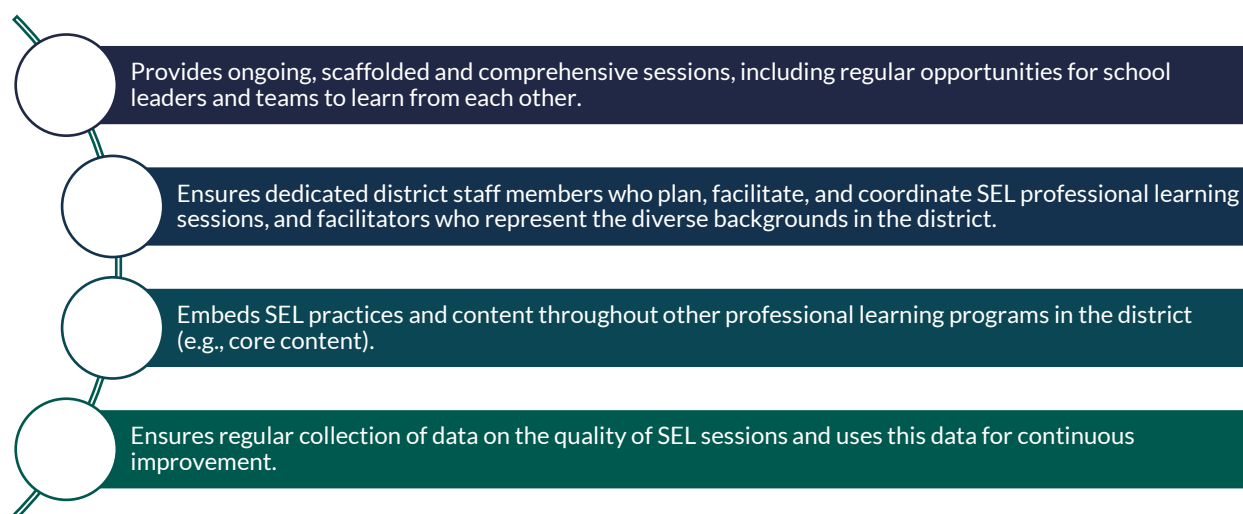 Provides ongoing, scaffolded and comprehensive sessions, including regular opportunities for school
leaders and teams to learn from each other.
Ensures dedicated district staff members who plan, facilitate, and coordinate SEL professional learning
sessions, and facilitators who represent the diverse backgrounds in the district.
Embeds SEL practices and content throughout other professional learning programs in the district
(e.g., core content).
Ensures regular collection of data on the quality of SEL sessions and uses this data for continuous
improvement.